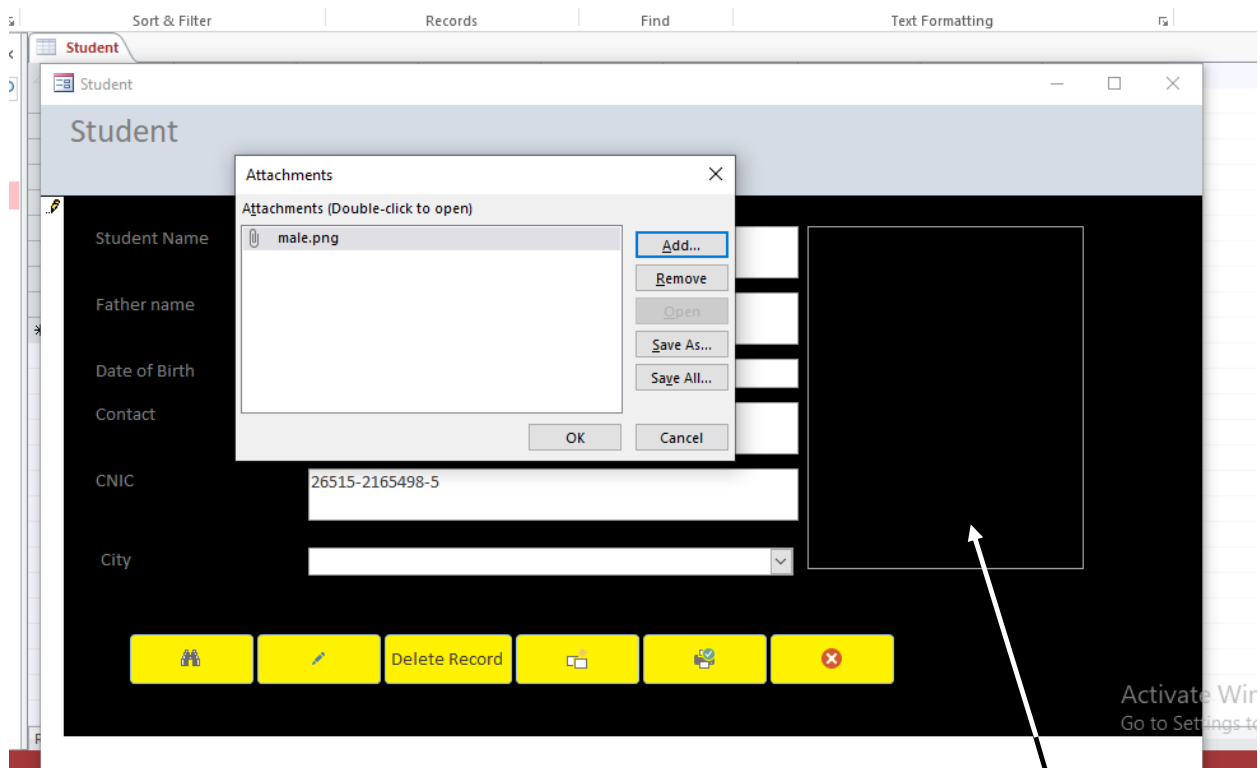 Sort & Filter
Records
Find
Text Formatting
Student
Student
Student
Attachments
Attachments (Double-click to open)
male.png
Add...
Remove
Open
Save As...
Save All...
OK
Cancel
Student Name
Father name
Date of Birth
Contact
CNIC
26515-2165498-5
City
Delete Record
Activate Win
Go to Settings to